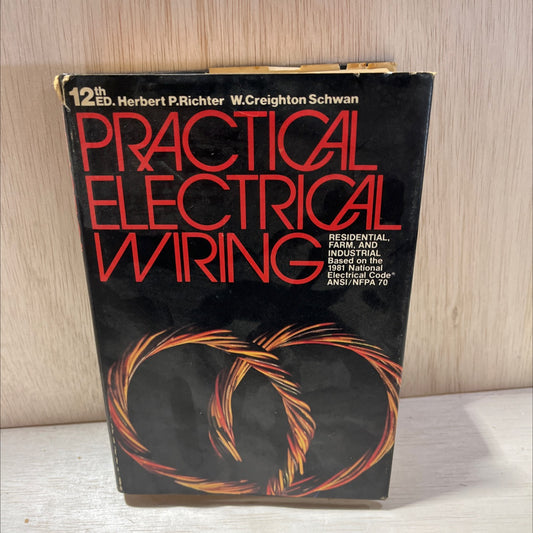 12th ED. Herbert P.Richter W.Creighton Schwan
PRACTICAL
ELECTRICAL
WIRING
RESIDENTIAL,
FARM, AND
INDUSTRIAL
Based on the
1981 National
Electrical Code®
ANSI/NFPA 70